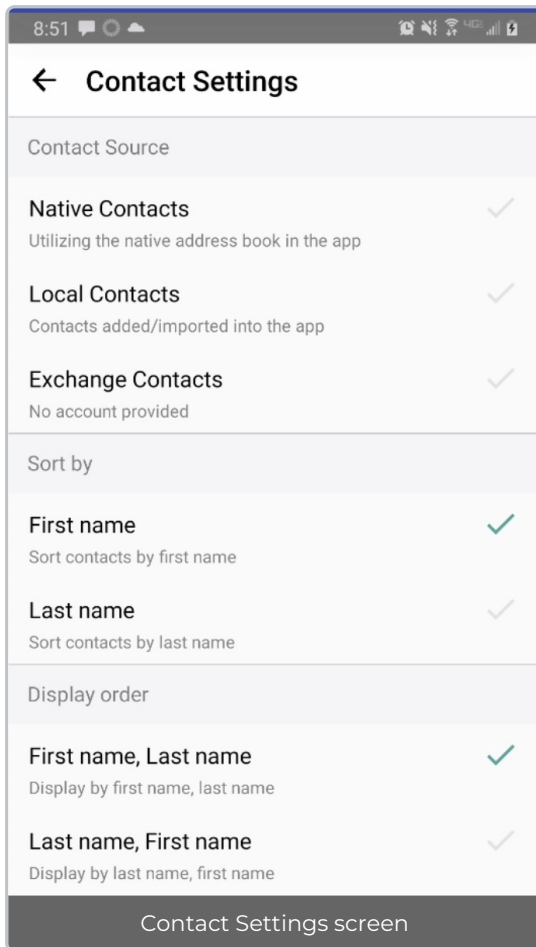 8:51
4GE
Contact Settings
Contact Source
Native Contacts
Utilizing the native address book in the app
Local Contacts
Contacts added/imported into the app
Exchange Contacts
No account provided
Sort by
First name
Sort contacts by first name
Last name
Sort contacts by last name
Display order
First name, Last name
Display by first name, last name
Last name, First name
Display by last name, first name
Contact Settings screen